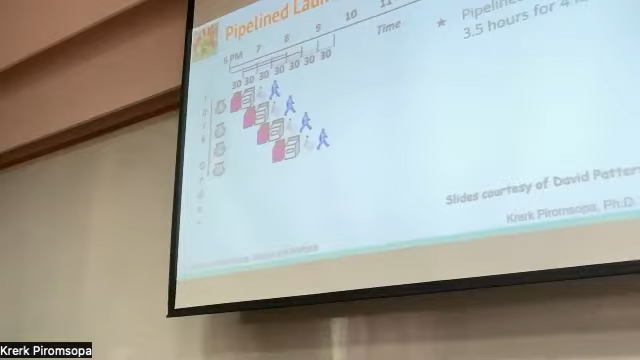 Pipelined Laun
6 PM 7 8 9 10 11
Time
30 30 30 30 30 30 30
★ Pipeline
3.5 hours for 4 l
Slides courtesy of David Patter
Krerk Piromsopa, Ph.D.
Krerk Piromsopa